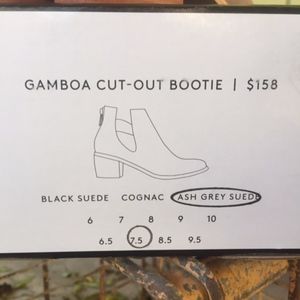 GAMBOA CUT-OUT BOOTIE | $158
BLACK SUEDE COGNAC ASH GREY SUEDE
6 7 8 9 10
6.5 7.5 8.5 9.5